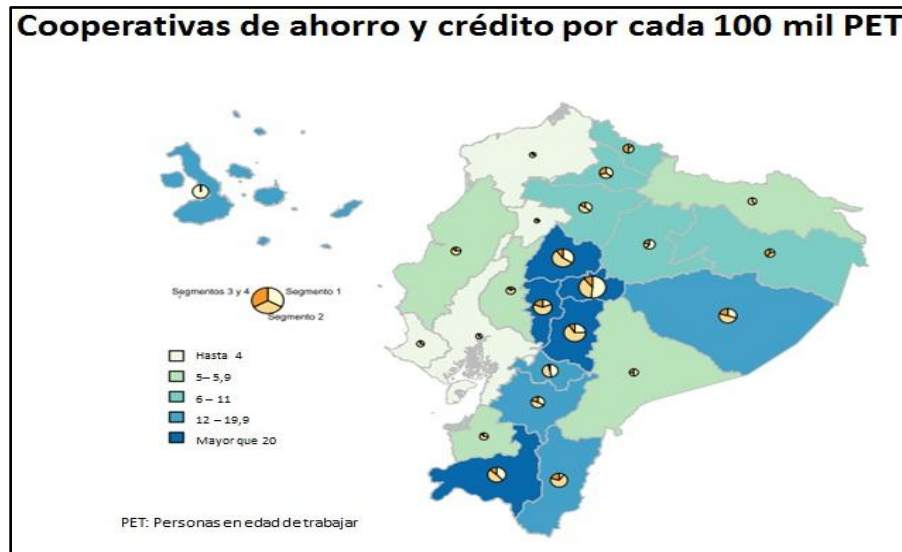 Cooperativas de ahorro y crédito por cada 100 mil PET
Segmentos 3 y 4
Segmento 1
Segmento 2
Hasta 4
5– 5,9
6 – 11
12 – 19,9
Mayor que 20
PET: Personas en edad de trabajar